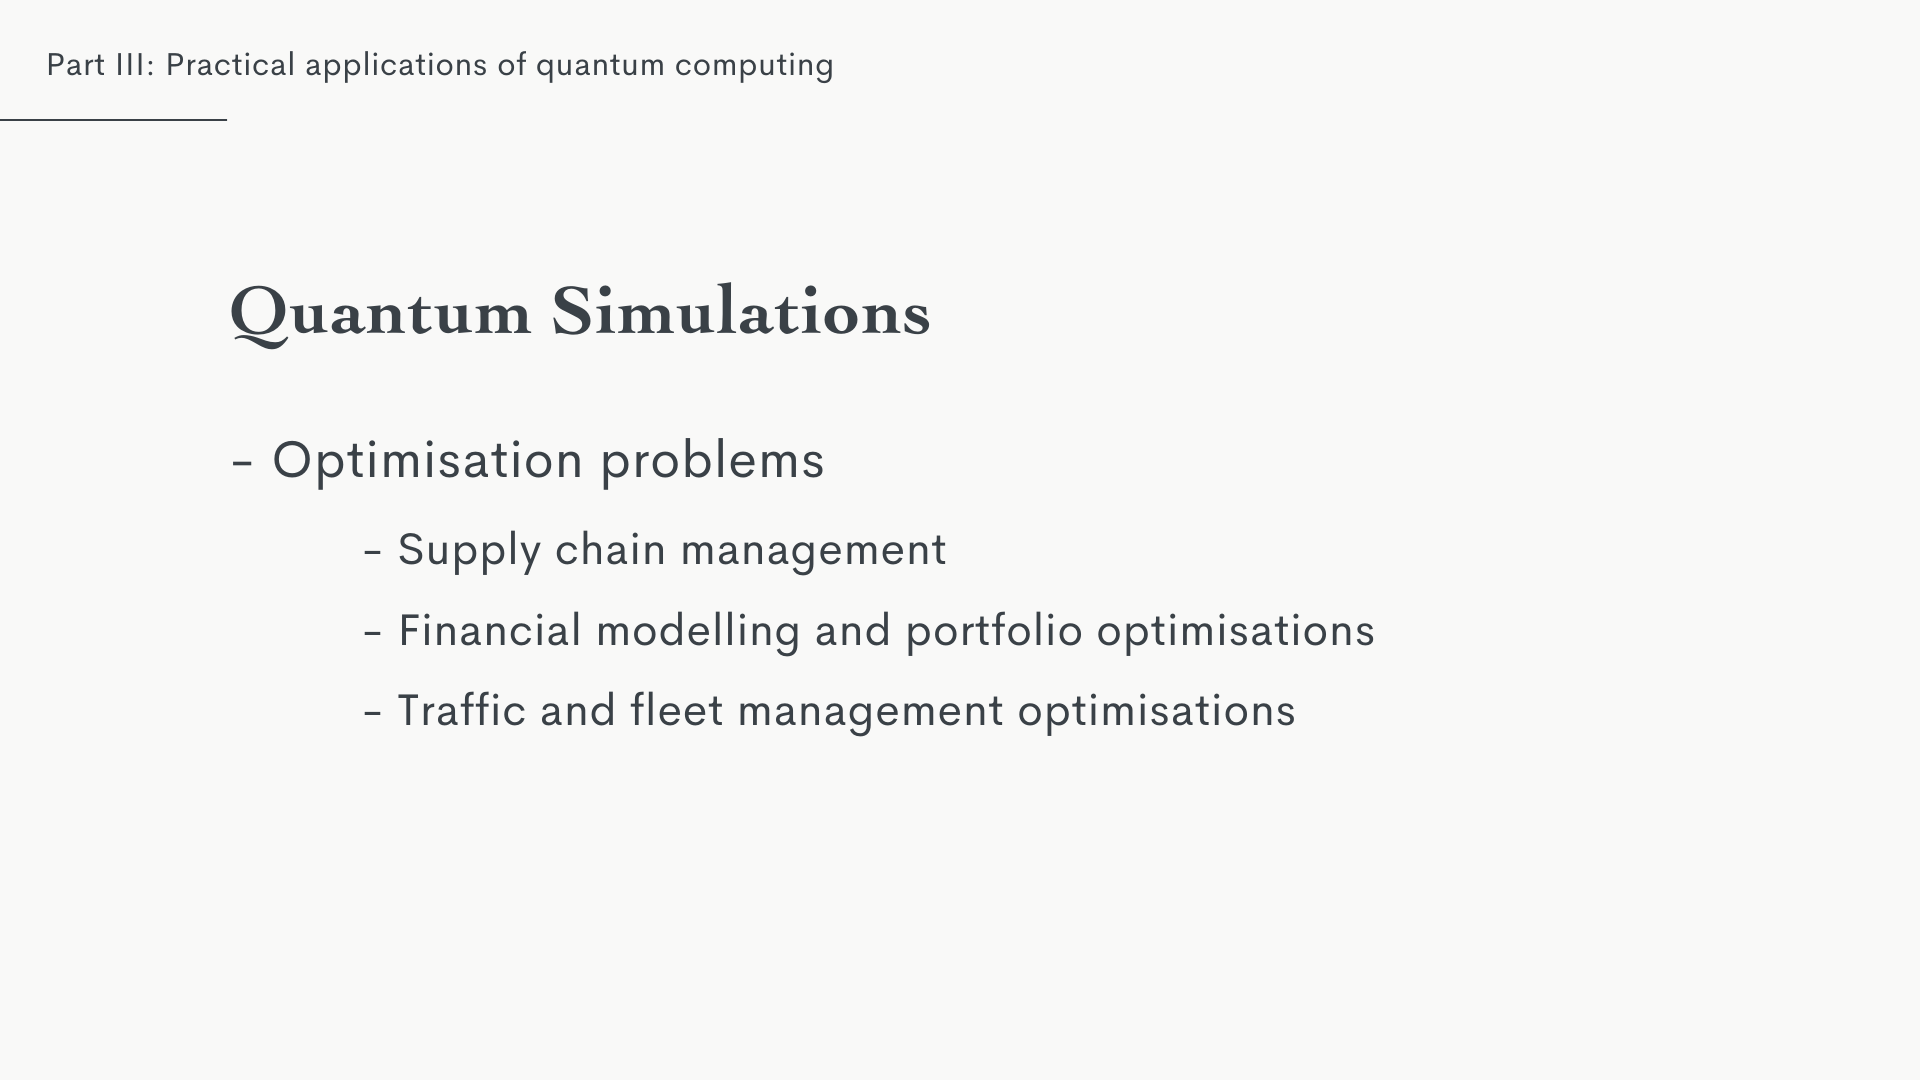 Part III: Practical applications of quantum computing
Quantum Simulations
- Optimisation problems
- Supply chain management
- Financial modelling and portfolio optimisations
- Traffic and fleet management optimisations